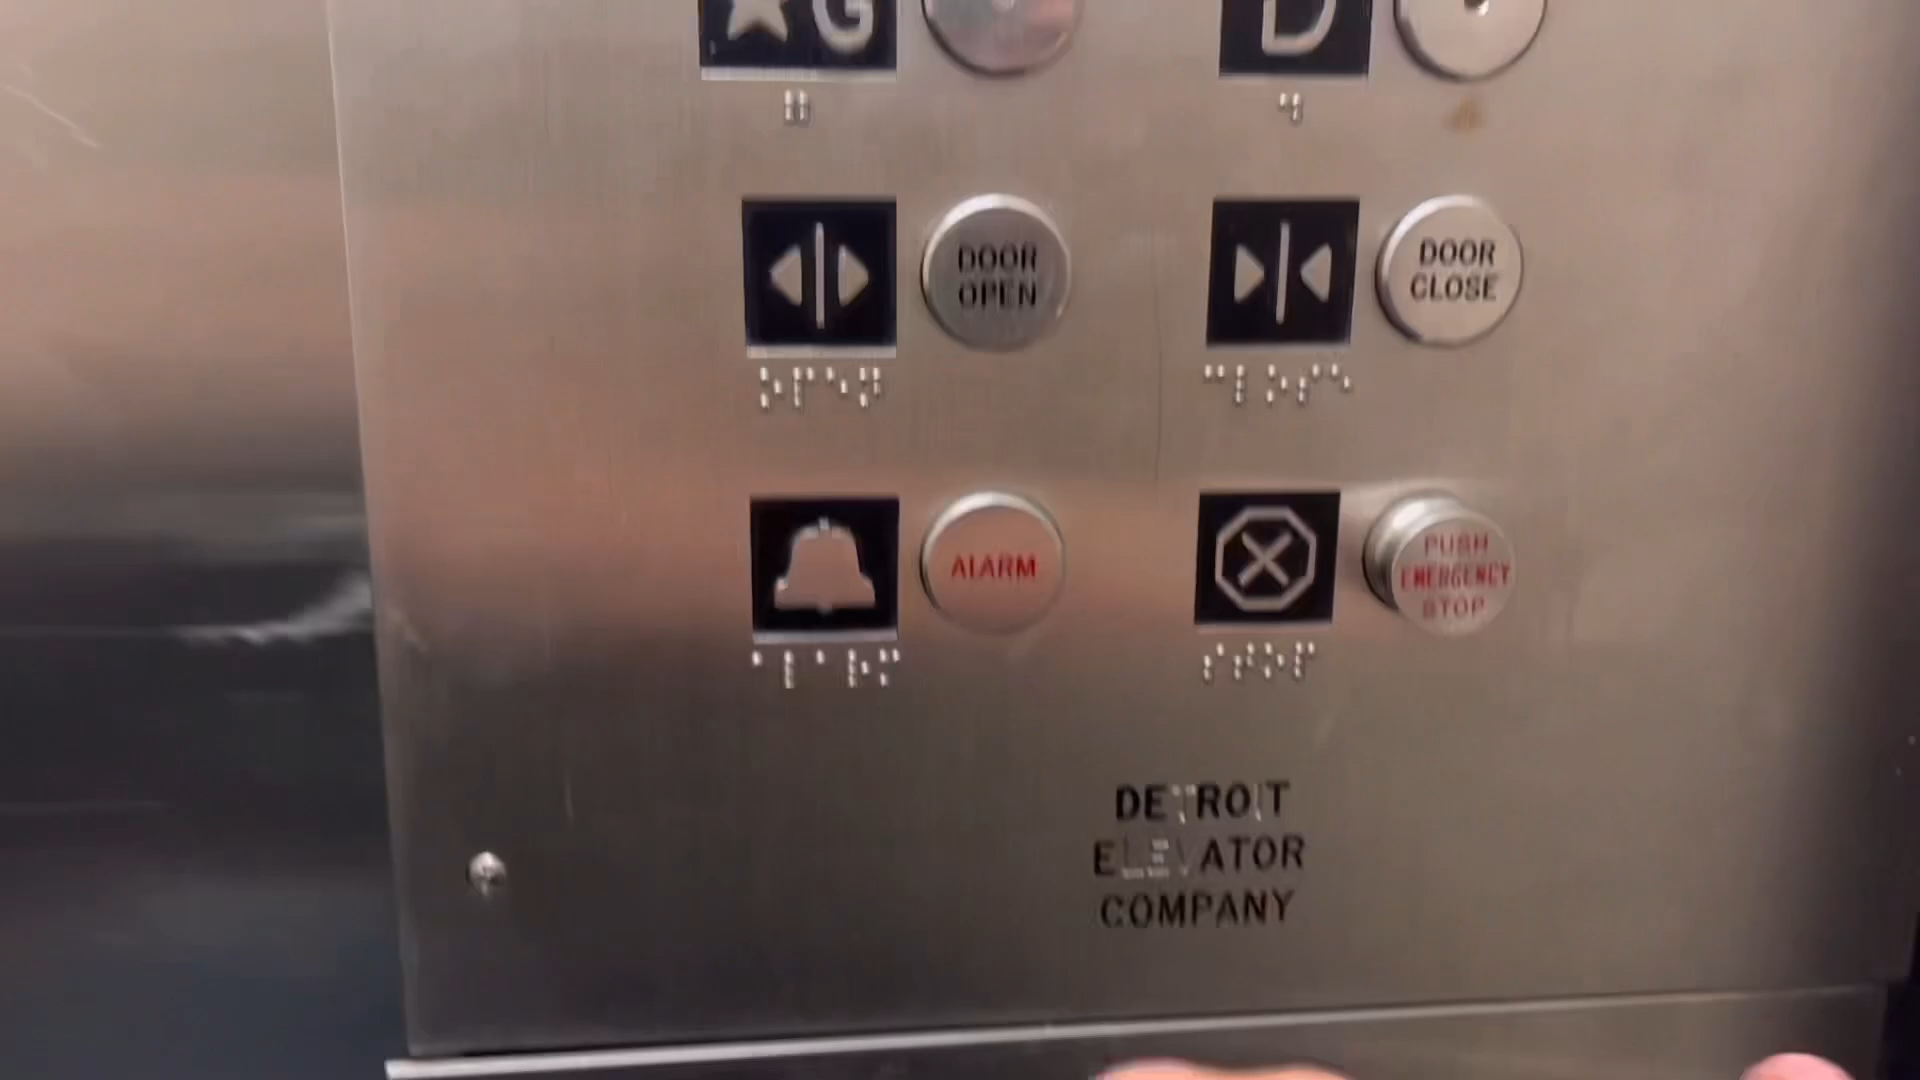 ★G
D
DOOR
OPEN
DOOR
CLOSE
ALARM
PUSH
EMERGENCY
STOP
DETROIT
ELEVATOR
COMPANY